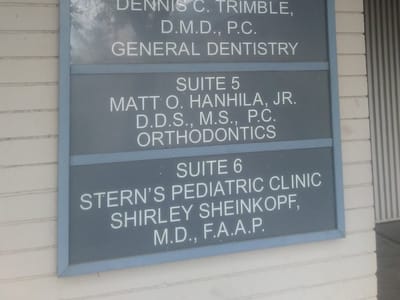 DENNIS C. TRIMBLE,
D.M.D., P.C.
GENERAL DENTISTRY
SUITE 5
MATT O. HANHILA, JR.
D.D.S., M.S., P.C.
ORTHODONTICS
SUITE 6
STERN'S PEDIATRIC CLINIC
SHIRLEY SHEINKOPF,
M.D., F.A.A.P.